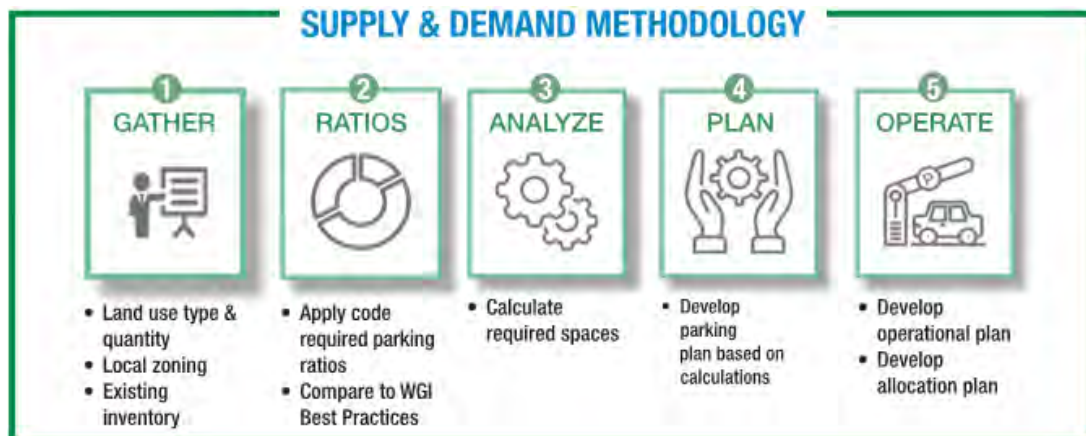 SUPPLY & DEMAND METHODOLOGY
1
GATHER
• Land use type &
quantity
• Local zoning
• Existing
inventory
2
RATIOS
• Apply code
required parking
ratios
• Compare to WGI
Best Practices
3
ANALYZE
• Calculate
required spaces
4
PLAN
• Develop
parking
plan based on
calculations
5
OPERATE
P
• Develop
operational plan
• Develop
allocation plan